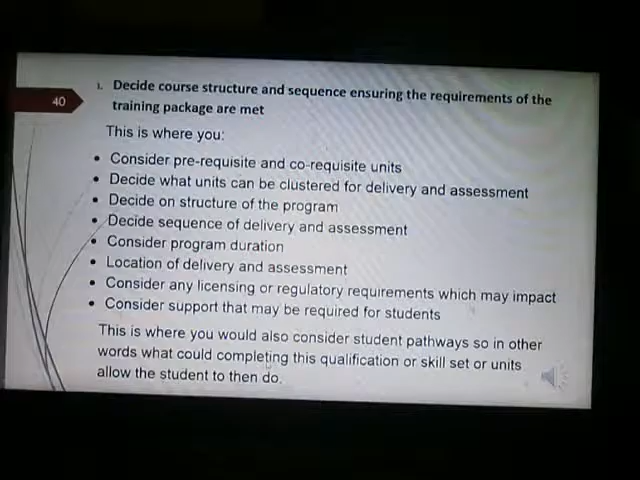 40
1. Decide course structure and sequence ensuring the requirements of the
training package are met
This is where you:
• Consider pre-requisite and co-requisite units
• Decide what units can be clustered for delivery and assessment
• Decide on structure of the program
• Decide sequence of delivery and assessment
• Consider program duration
• Location of delivery and assessment
• Consider any licensing or regulatory requirements which may impact
• Consider support that may be required for students
This is where you would also consider student pathways so in other
words what could completing this qualification or skill set or units
allow the student to then do.